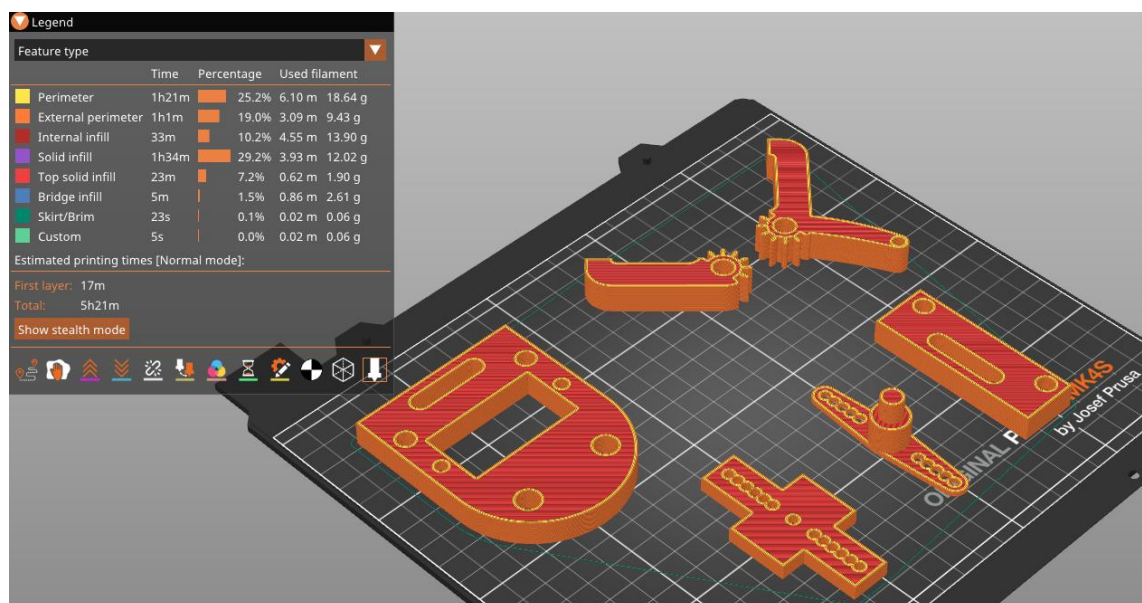 Legend
Feature type
Time Percentage Used filament
Perimeter 1h21m 25.2% 6.10 m 18.64 g
External perimeter 1h1m 19.0% 3.09 m 9.43 g
Internal infill 33m 10.2% 4.55 m 13.90 g
Solid infill 1h34m 29.2% 3.93 m 12.02 g
Top solid infill 23m 7.2% 0.62 m 1.90 g
Bridge infill 5m 1.5% 0.86 m 2.61 g
Skirt/Brim 23s 0.1% 0.02 m 0.06 g
Custom 5s 0.0% 0.02 m 0.06 g
Estimated printing times [Normal mode]:
First layer: 17m
Total: 5h21m
Show stealth mode
ORIGINAL P MK4S
by Josef Prusa